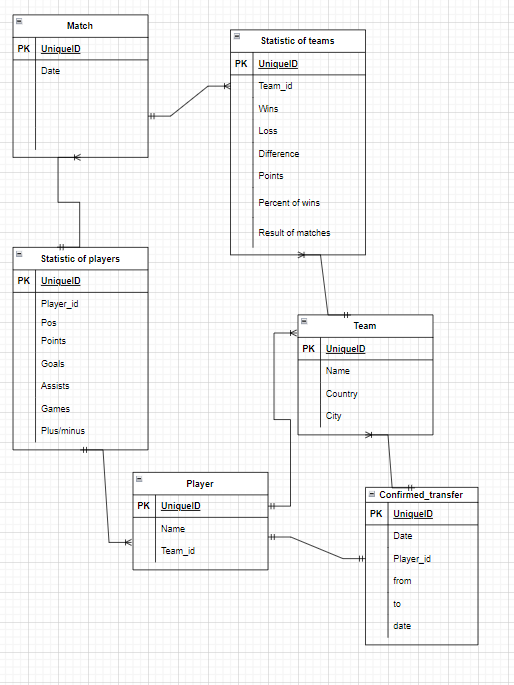 Match
PK UniqueID
Date
Statistic of teams
PK UniqueID
Team_id
Wins
Loss
Difference
Points
Percent of wins
Result of matches
Statistic of players
PK UniqueID
Player_id
Pos
Points
Goals
Assists
Games
Plus/minus
Team
PK UniqueID
Name
Country
City
Player
PK UniqueID
Name
Team_id
Confirmed_transfer
PK UniqueID
Date
Player_id
from
to
date